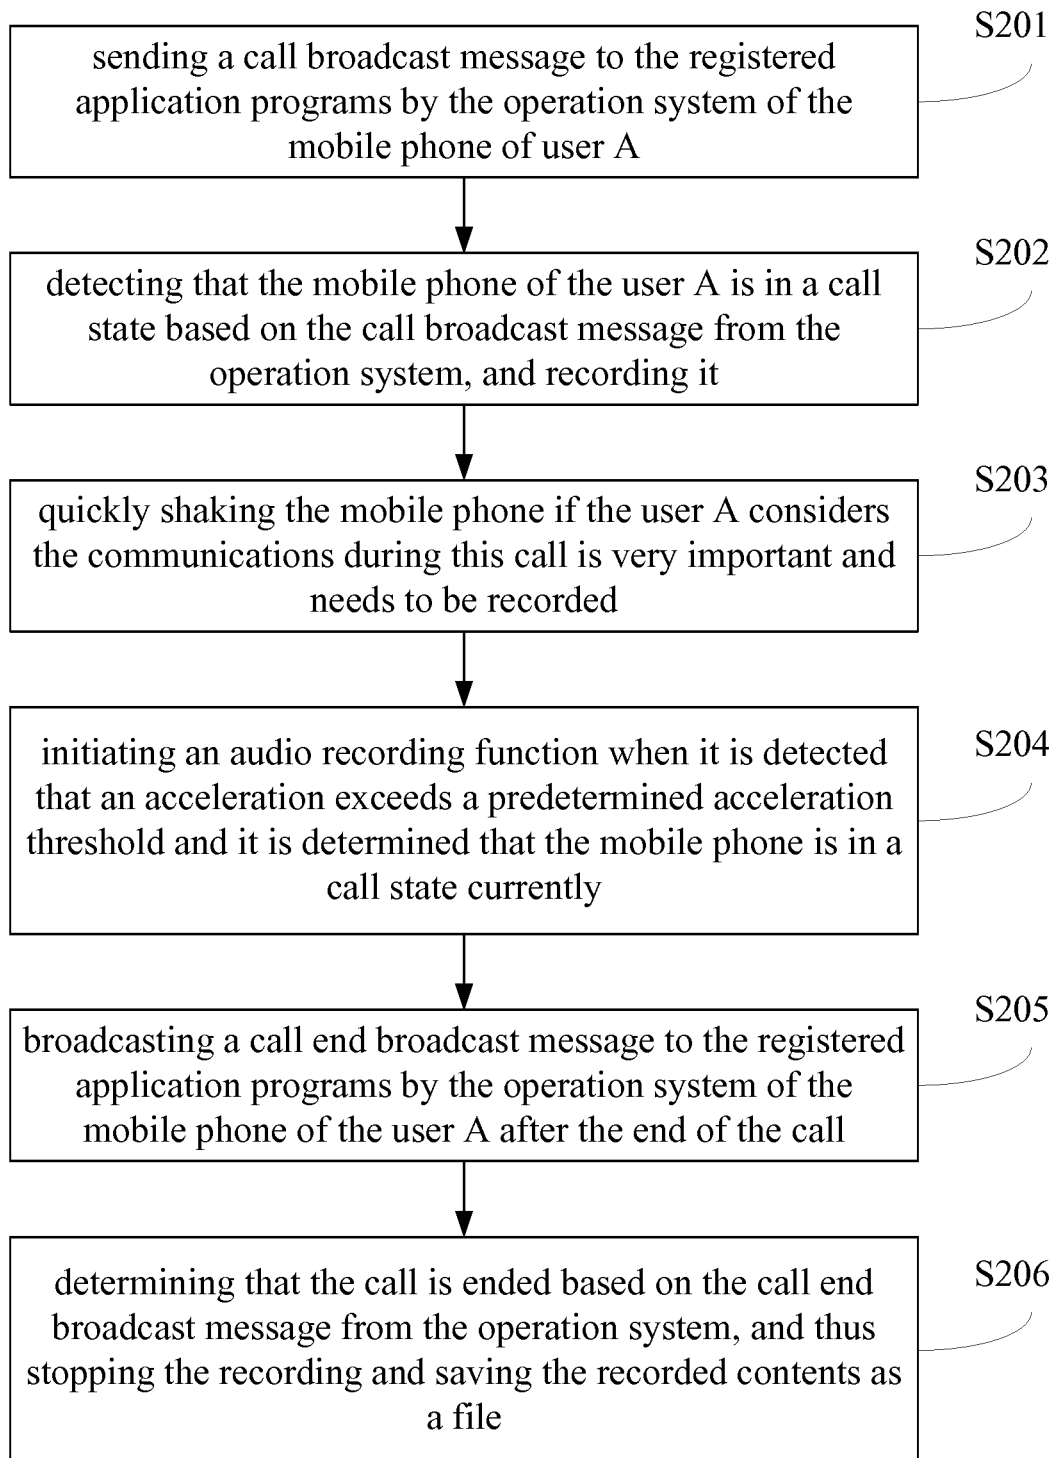 S201
sending a call broadcast message to the registered
application programs by the operation system of the
mobile phone of user A
S202
detecting that the mobile phone of the user A is in a call
state based on the call broadcast message from the
operation system, and recording it
S203
quickly shaking the mobile phone if the user A considers
the communications during this call is very important and
needs to be recorded
S204
initiating an audio recording function when it is detected
that an acceleration exceeds a predetermined acceleration
threshold and it is determined that the mobile phone is in a
call state currently
S205
broadcasting a call end broadcast message to the registered
application programs by the operation system of the
mobile phone of the user A after the end of the call
S206
determining that the call is ended based on the call end
broadcast message from the operation system, and thus
stopping the recording and saving the recorded contents as
a file